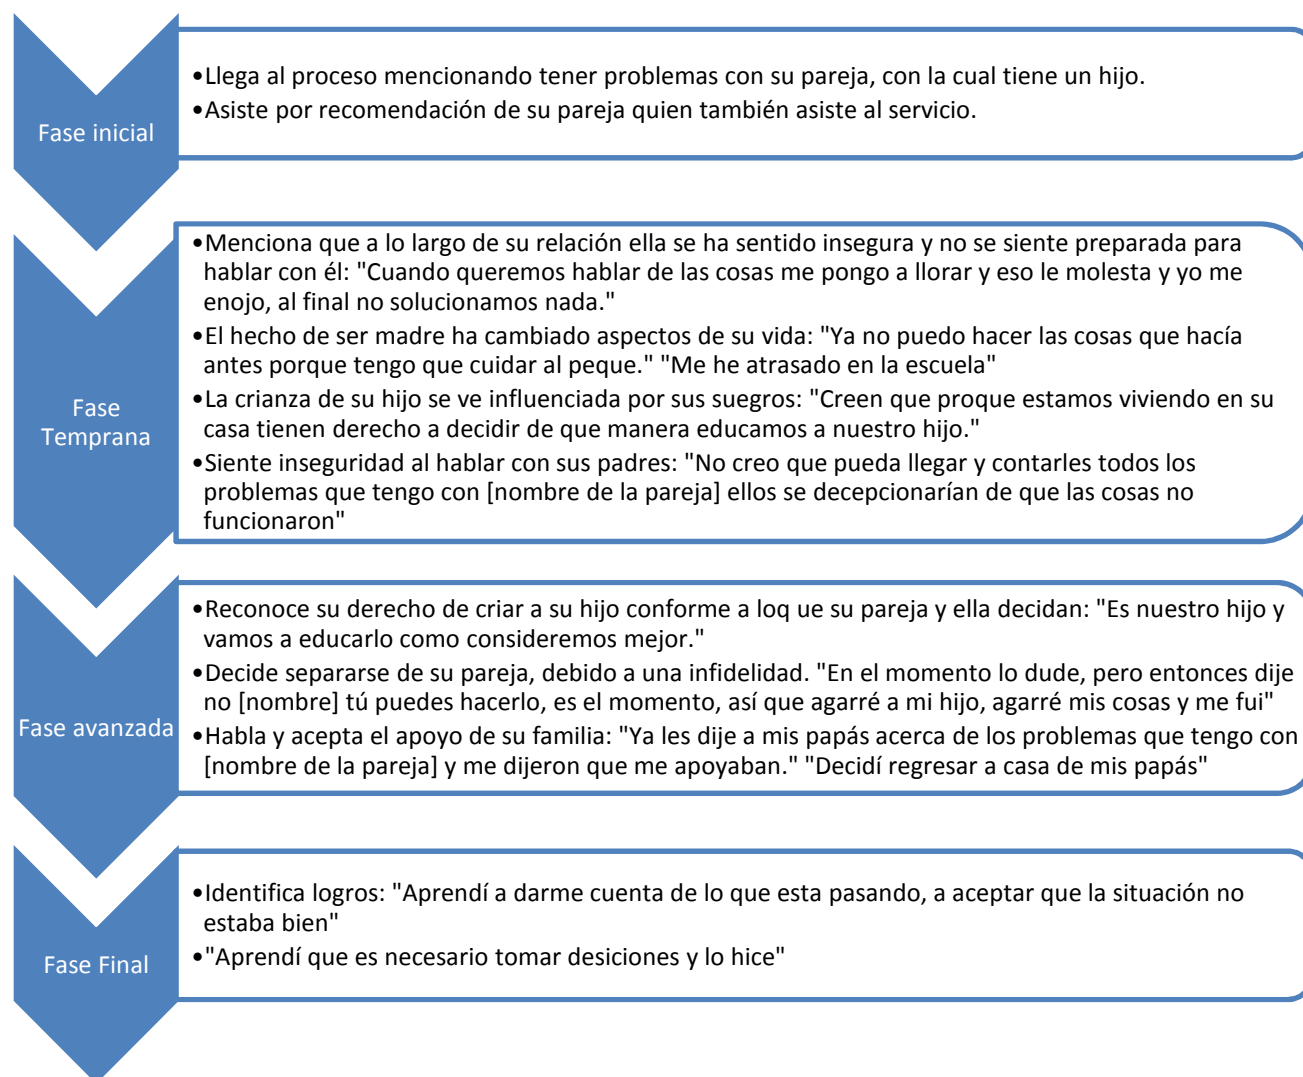 Fase inicial
•Llega al proceso mencionando tener problemas con su pareja, con la cual tiene un hijo.
•Asiste por recomendación de su pareja quien también asiste al servicio.
Fase
Temprana
•Menciona que a lo largo de su relación ella se ha sentido insegura y no se siente preparada para
hablar con él: "Cuando queremos hablar de las cosas me pongo a llorar y eso le molesta y yo me
enojo, al final no solucionamos nada."
•El hecho de ser madre ha cambiado aspectos de su vida: "Ya no puedo hacer las cosas que hacía
antes porque tengo que cuidar al peque." "Me he atrasado en la escuela"
•La crianza de su hijo se ve influenciada por sus suegros: "Creen que proque estamos viviendo en su
casa tienen derecho a decidir de que manera educamos a nuestro hijo."
•Siente inseguridad al hablar con sus padres: "No creo que pueda llegar y contarles todos los
problemas que tengo con [nombre de la pareja] ellos se decepcionarían de que las cosas no
funcionaron"
Fase avanzada
•Reconoce su derecho de criar a su hijo conforme a loq ue su pareja y ella decidan: "Es nuestro hijo y
vamos a educarlo como consideremos mejor."
•Decide separarse de su pareja, debido a una infidelidad. "En el momento lo dude, pero entonces dije
no [nombre] tú puedes hacerlo, es el momento, así que agarré a mi hijo, agarré mis cosas y me fui"
•Habla y acepta el apoyo de su familia: "Ya les dije a mis papás acerca de los problemas que tengo con
[nombre de la pareja] y me dijeron que me apoyaban." "Decidí regresar a casa de mis papás"
Fase Final
•Identifica logros: "Aprendí a darme cuenta de lo que esta pasando, a aceptar que la situación no
estaba bien"
•"Aprendí que es necesario tomar desiciones y lo hice"